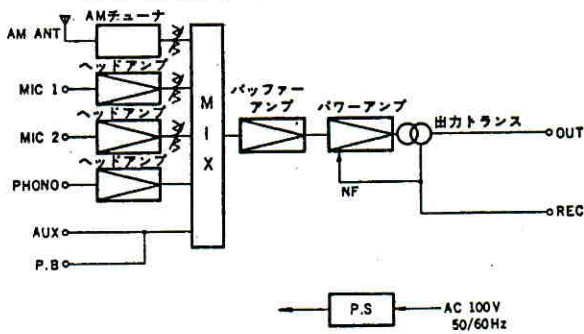 AMチューナ
AM ANT
ヘッドアンプ
MIC 1
ヘッドアンプ
MIC 2
ヘッドアンプ
PHONO
AUX
P.B
MIX
バッファー
アンプ
パワーアンプ
出力トランス
OUT
NF
REC
P.S
AC 100V
50/60Hz